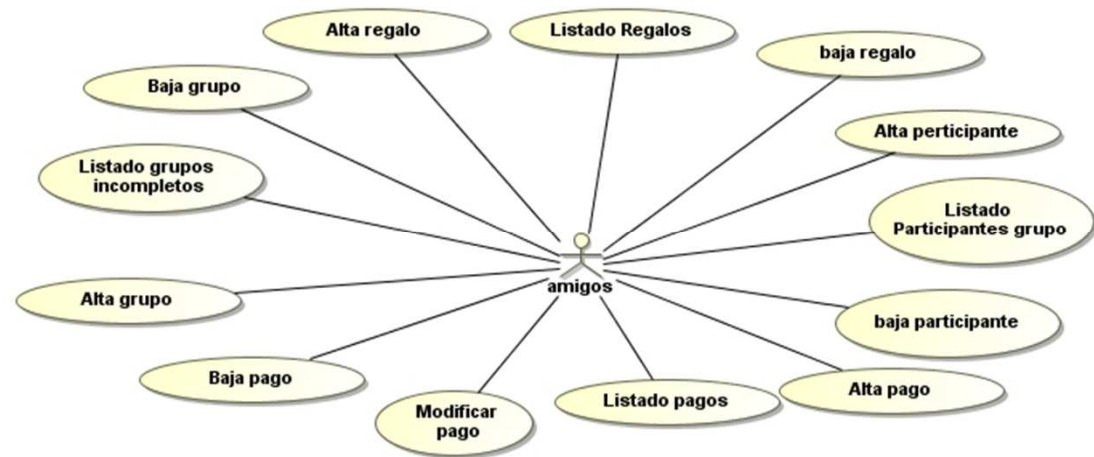 Alta regalo
Listado Regalos
baja regalo
Baja grupo
Alta perticipante
Listado grupos
incompletos
Listado
Participantes grupo
amigos
Alta grupo
baja participante
Baja pago
Modificar
pago
Listado pagos
Alta pago